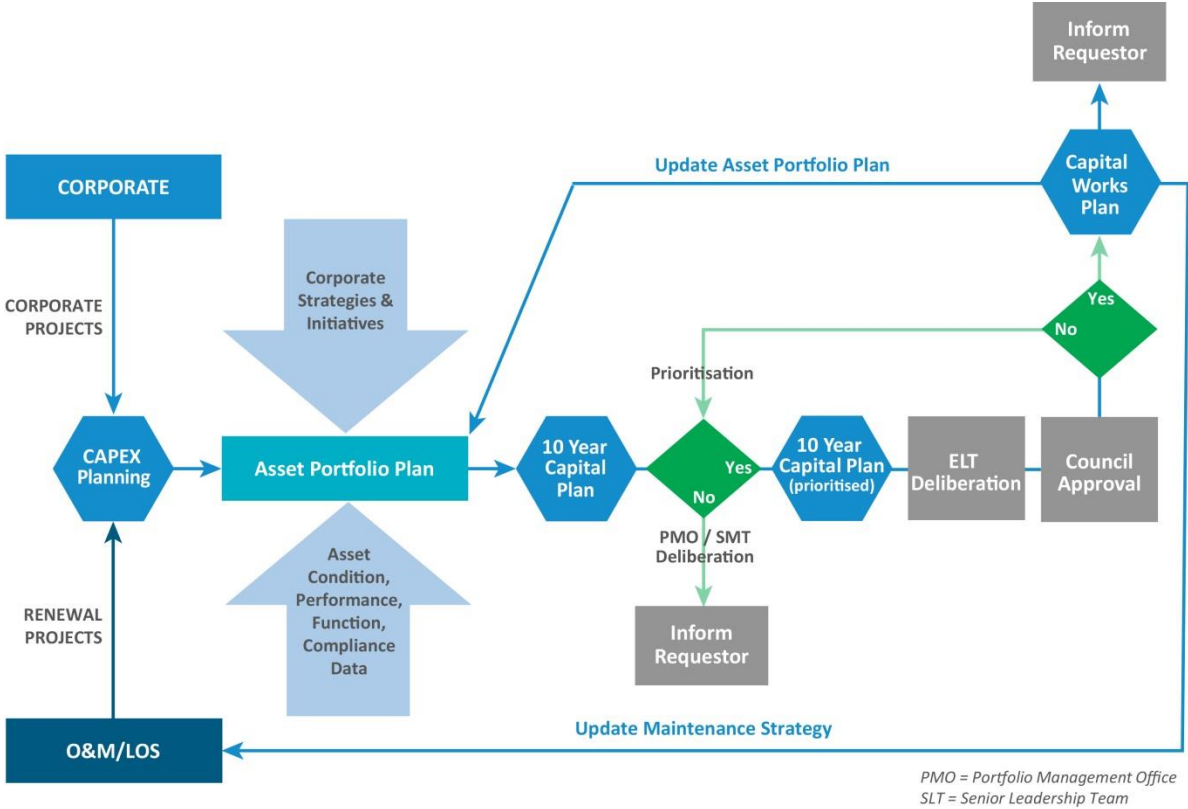 Inform
Requestor
CORPORATE
Update Asset Portfolio Plan
Capital
Works
Plan
Corporate
Strategies &
Initiatives
CORPORATE
PROJECTS
Yes
No
Prioritisation
CAPEX
Planning
Asset Portfolio Plan
10 Year
Capital
Plan
Yes
No
10 Year
Capital Plan
(prioritised)
ELT
Deliberation
Council
Approval
PMO / SMT
Deliberation
Asset
Condition,
Performance,
Function,
Compliance
Data
RENEWAL
PROJECTS
Inform
Requestor
O&M/LOS
Update Maintenance Strategy
PMO = Portfolio Management Office
SLT = Senior Leadership Team